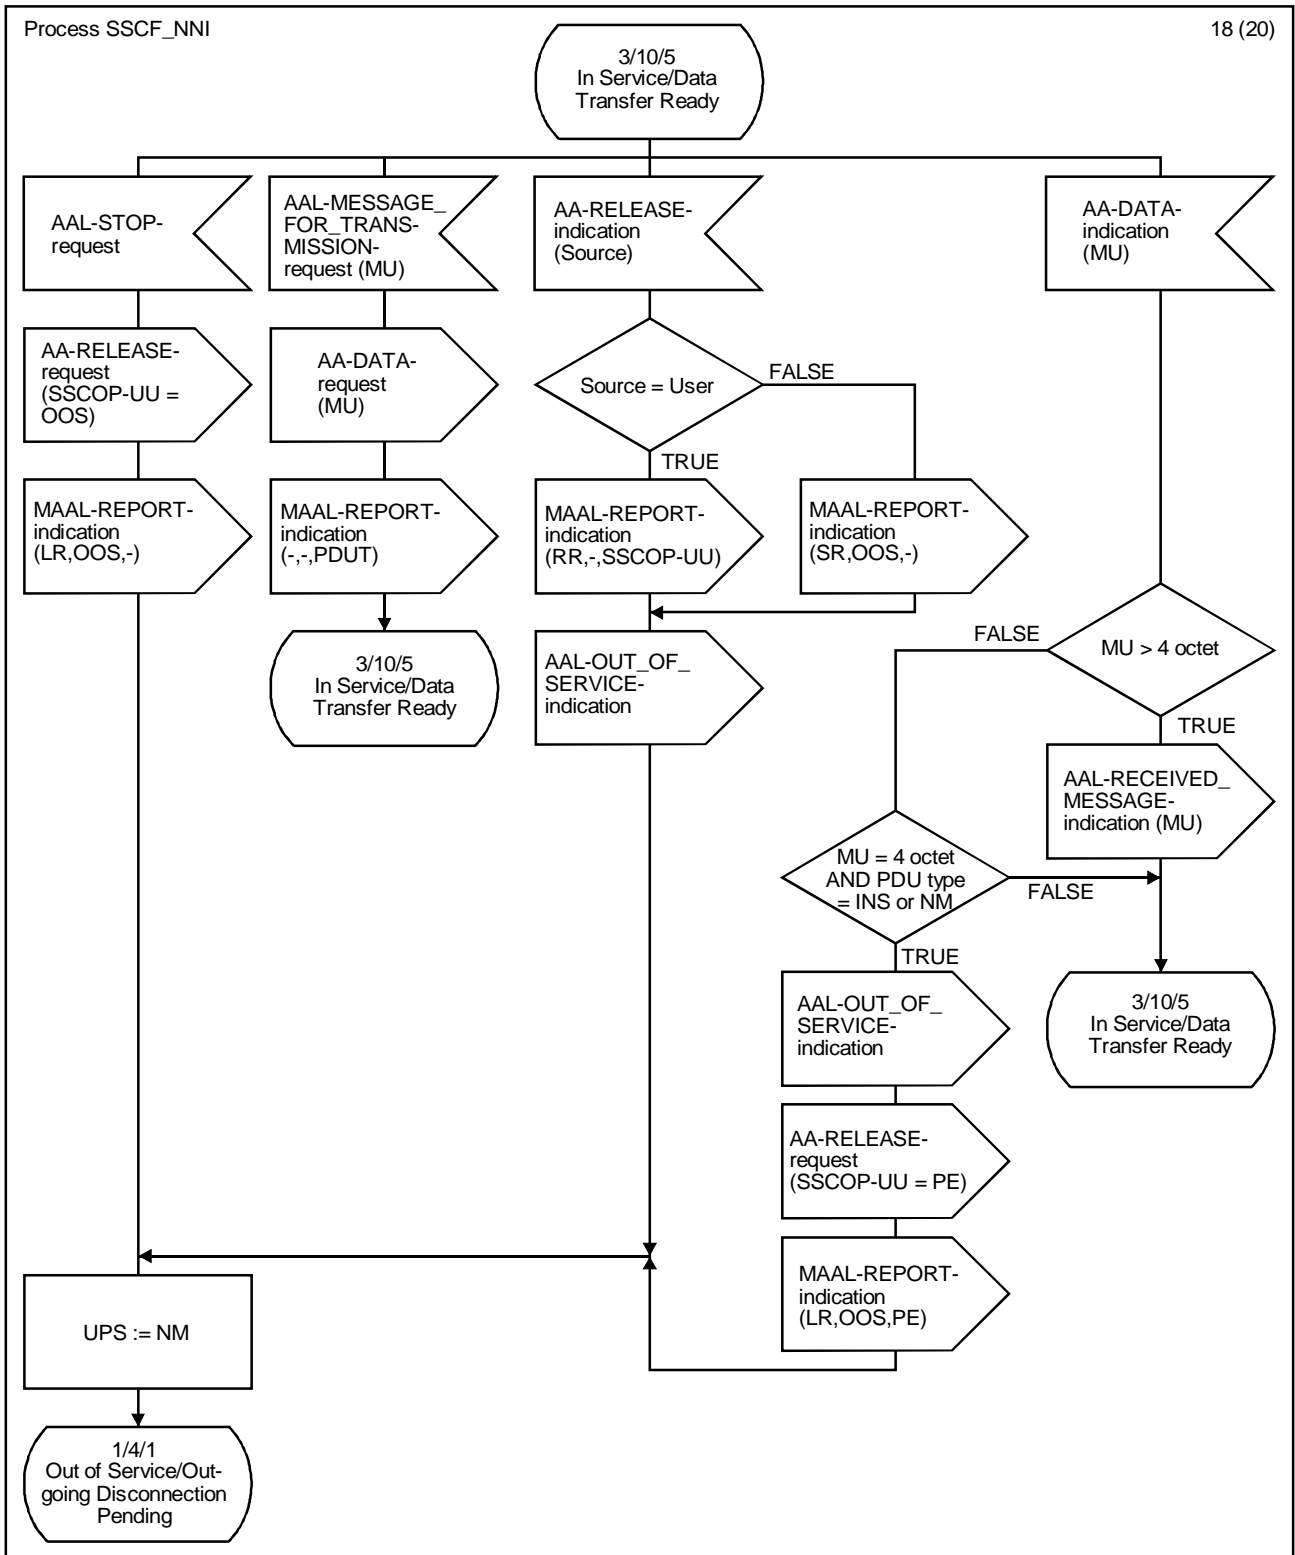 Process SSCF_NNI
18 (20)
3/10/5
In Service/Data
Transfer Ready
AAL-STOP-
request
AAL-MESSAGE_
FOR_TRANS-
MISSION-
request (MU)
AA-RELEASE-
indication
(Source)
AA-DATA-
indication
(MU)
AA-RELEASE-
request
(SSCOP-UU =
OOS)
AA-DATA-
request
(MU)
Source = User
FALSE
TRUE
MAAL-REPORT-
indication
(LR,OOS,-)
MAAL-REPORT-
indication
(-,-,PDUT)
MAAL-REPORT-
indication
(RR,-,SSCOP-UU)
MAAL-REPORT-
indication
(SR,OOS,-)
3/10/5
In Service/Data
Transfer Ready
AAL-OUT_OF_
SERVICE-
indication
FALSE
MU > 4 octet
TRUE
AAL-RECEIVED_
MESSAGE-
indication (MU)
MU = 4 octet
AND PDU type
= INS or NM
FALSE
TRUE
AAL-OUT_OF_
SERVICE-
indication
3/10/5
In Service/Data
Transfer Ready
AA-RELEASE-
request
(SSCOP-UU = PE)
MAAL-REPORT-
indication
(LR,OOS,PE)
UPS := NM
1/4/1
Out of Service/Out-
going Disconnection
Pending